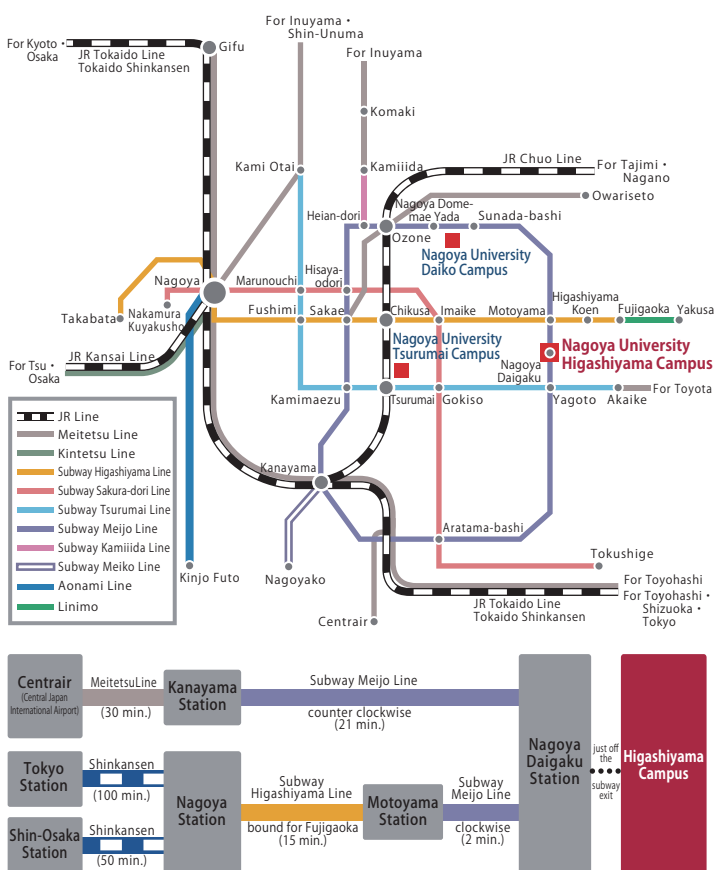 For Inuyama・
Shin-Unuma
For Kyoto・
Osaka
JR Tokaido Line
Tokaido Shinkansen
Gifu
For Inuyama
Komaki
Kami Otai
Kamiiida
JR Chuo Line
For Tajimi・
Nagano
Owariseto
Heian-dori
Nagoya Dome-
mae Yada
Sunada-bashi
Ozone
Nagoya University
Daiko Campus
Nagoya
Marunouchi
Hisaya-
odori
Takabata
Nakamura
Kuyakusho
Fushimi
Sakae
Chikusa
Imaike
Motoyama
Higashiyama
Koen
Fujigaoka
Yakusa
Nagoya University
Tsurumai Campus
Nagoya University
Higashiyama Campus
Nagoya
Daigaku
JR Kansai Line
For Tsu・
Osaka
Kamimaezu
Tsurumai
Gokiso
Yagoto
Akaike
For Toyota
JR Line
Meitetsu Line
Kintetsu Line
Subway Higashiyama Line
Subway Sakura-dori Line
Subway Tsurumai Line
Subway Meijo Line
Subway Kamiiida Line
Subway Meiko Line
Aonami Line
Linimo
Kanayama
Aratama-bashi
Kinjo Futo
Nagoyako
Tokushige
Centrair
JR Tokaido Line
Tokaido Shinkansen
For Toyohashi
For Toyohashi・
Shizuoka・
Tokyo
Centrair
(Central Japan
International Airport)
MeitetsuLine
(30 min.)
Kanayama
Station
Subway Meijo Line
counter clockwise
(21 min.)
Tokyo
Station
Shinkansen
(100 min.)
Shin-Osaka
Station
Shinkansen
(50 min.)
Nagoya
Station
Subway
Higashiyama Line
bound for Fujigaoka
(15 min.)
Motoyama
Station
Subway
Meijo Line
clockwise
(2 min.)
Nagoya
Daigaku
Station
just off
the
subway
exit
Higashiyama
Campus